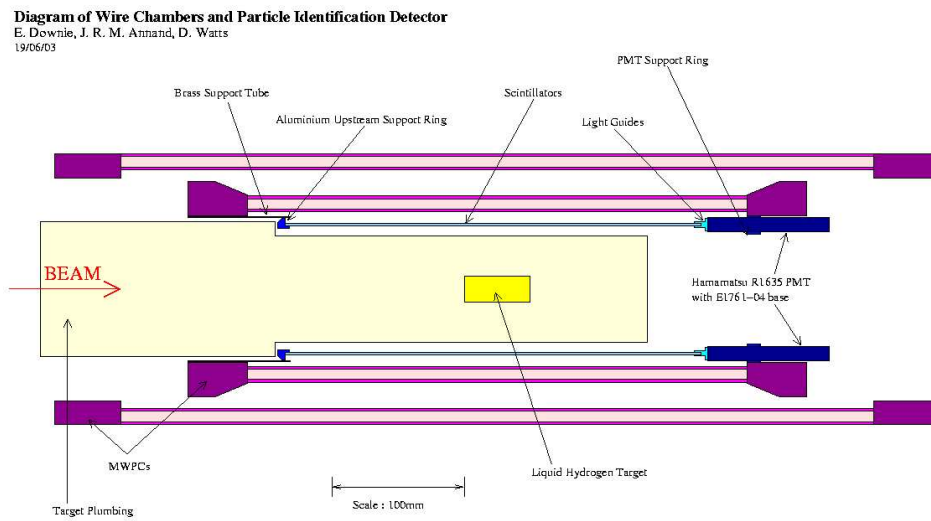 Diagram of Wire Chambers and Particle Identification Detector
E. Downie, J. R. M. Annand, D. Watts
19/06/03
PMT Support Ring
Brass Support Tube
Scintillators
Aluminium Upstream Support Ring
Light Guides
BEAM
Hamamatsu R1635 PMT
with E1761-04 base
MWPCs
Liquid Hydrogen Target
Scale : 100mm
Target Plumbing